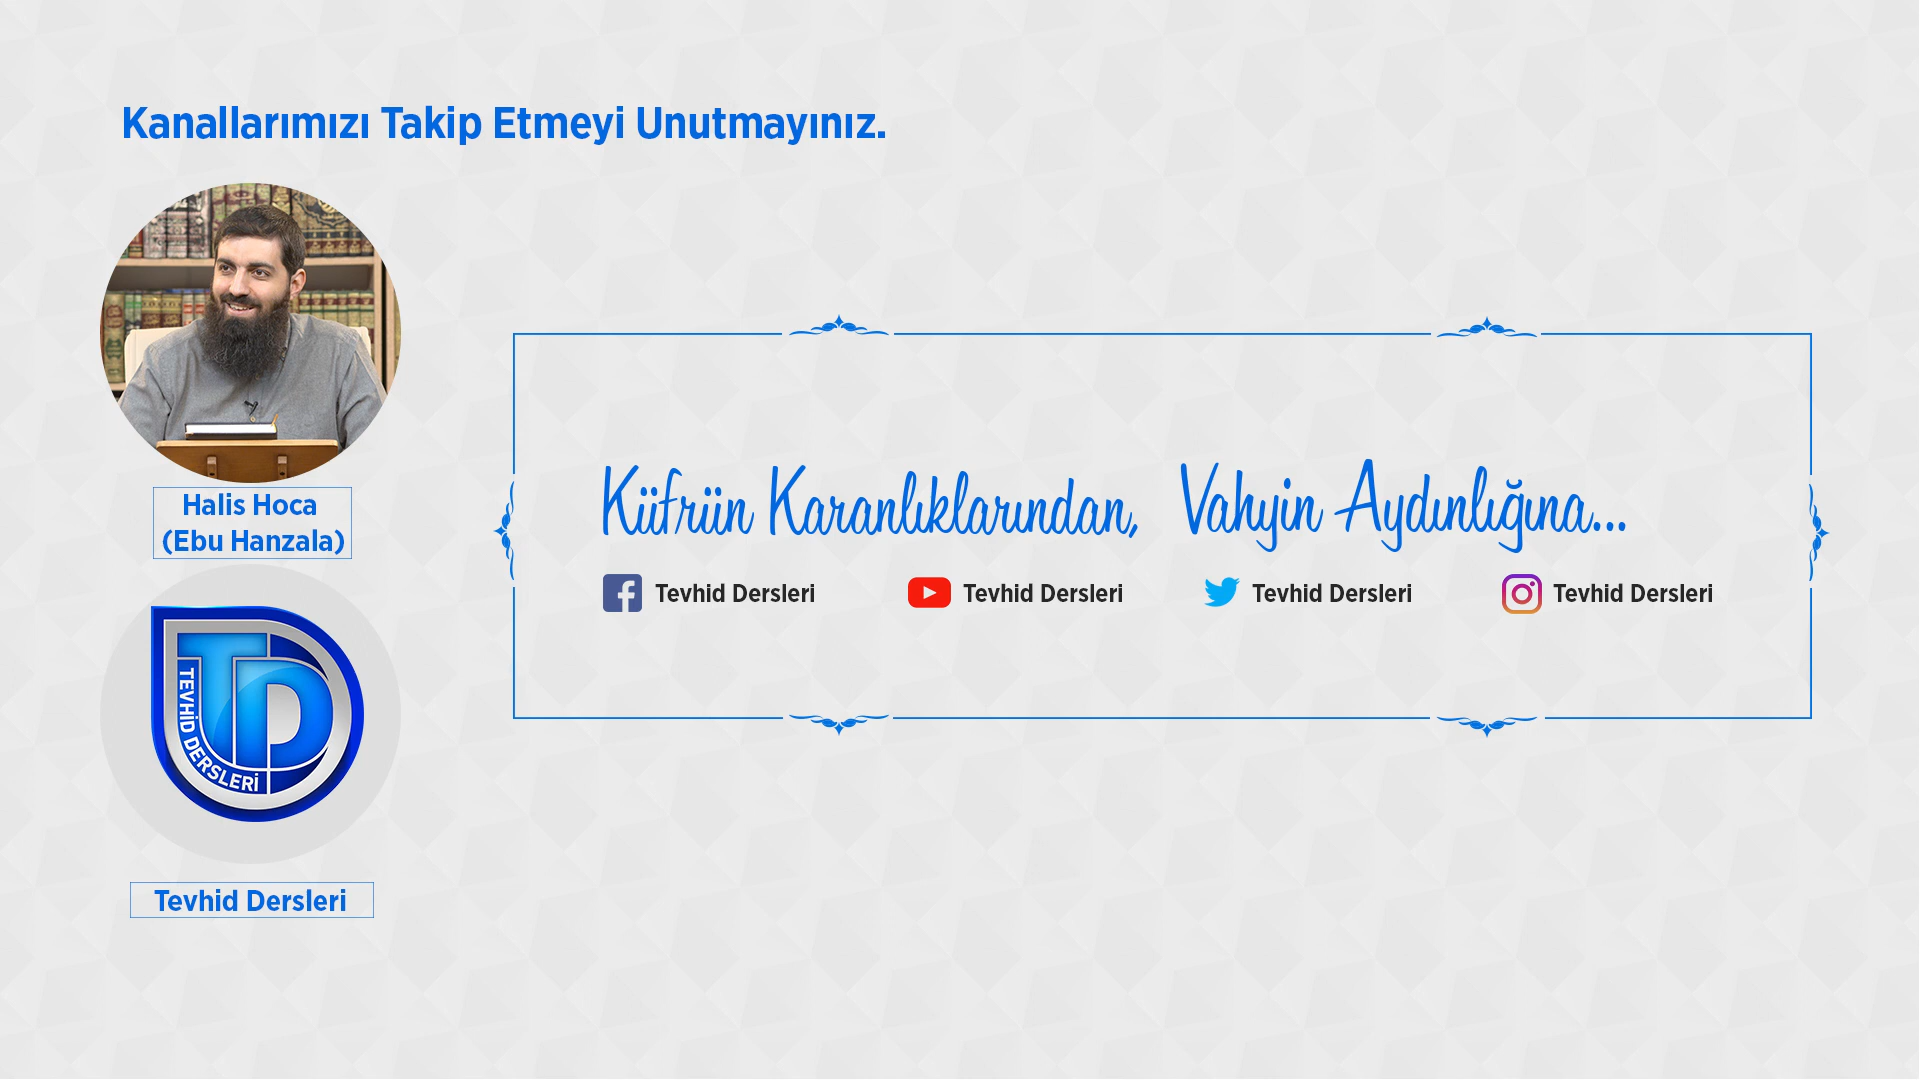 Kanallarımızı Takip Etmeyi Unutmayınız.
Halis Hoca
(Ebu Hanzala)
Küfrün Karanlıklarından, Vahyin Aydınlığına...
Tevhid Dersleri Tevhid Dersleri Tevhid Dersleri Tevhid Dersleri
TD
TEVHİD DERSLERİ
Tevhid Dersleri